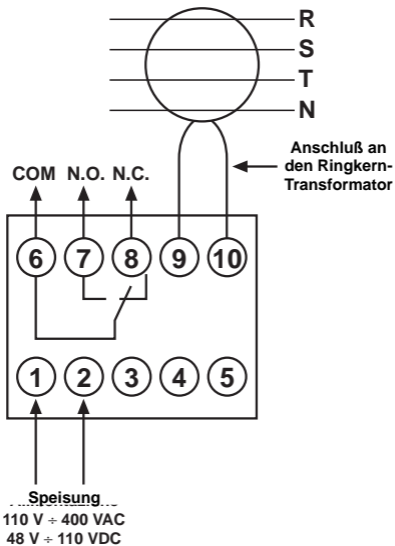 R
S
T
N
Anschluß an
den Ringkern-
Transformator
COM N.O. N.C.
6 7 8 9 10
1 2 3 4 5
Speisung
110 V ÷ 400 VAC
48 V ÷ 110 VDC